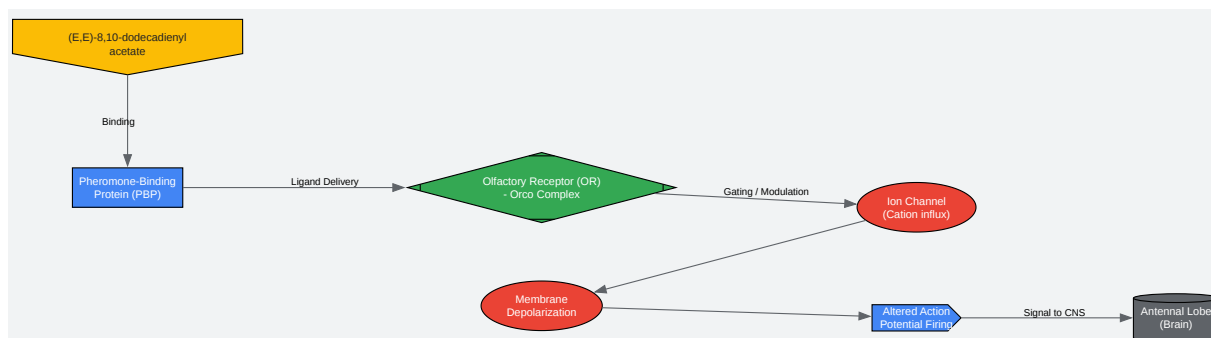 (E,E)-8,10-dodecadienyl
acetate
Binding
Pheromone-Binding
Protein (PBP)
Ligand Delivery
Olfactory Receptor (OR)
- Orco Complex
Gating / Modulation
Ion Channel
(Cation influx)
Membrane
Depolarization
Altered Action
Potential Firing
Signal to CNS
Antennal Lobe
(Brain)